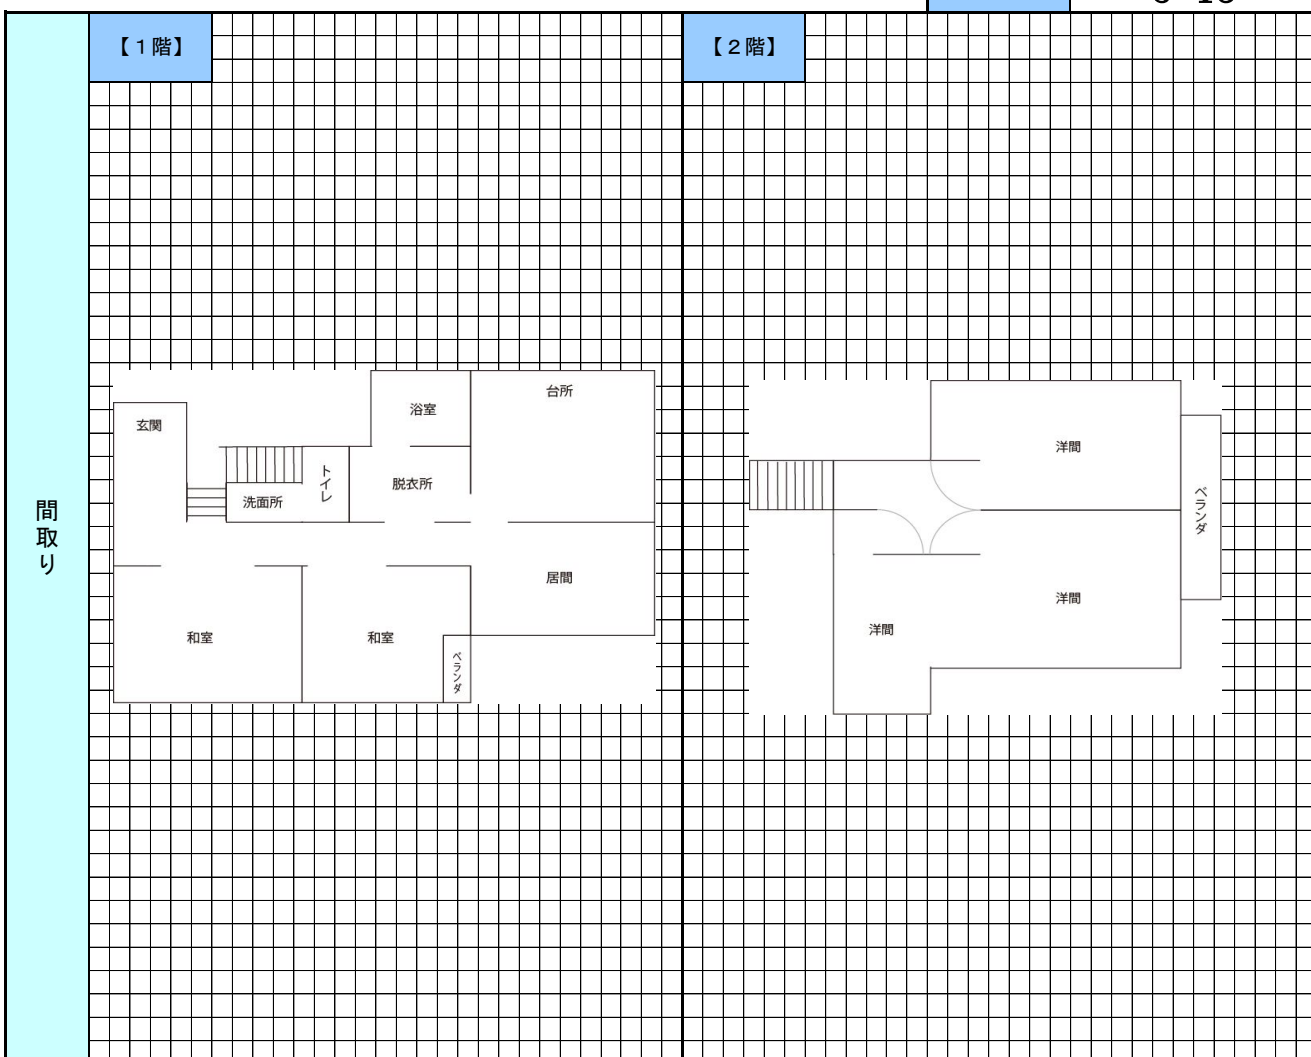 【１階】
【２階】
間取り
玄関
浴室
台所
トイレ
脱衣所
洗面所
居間
和室
和室
ベランダ
洋間
ベランダ
洋間
洋間